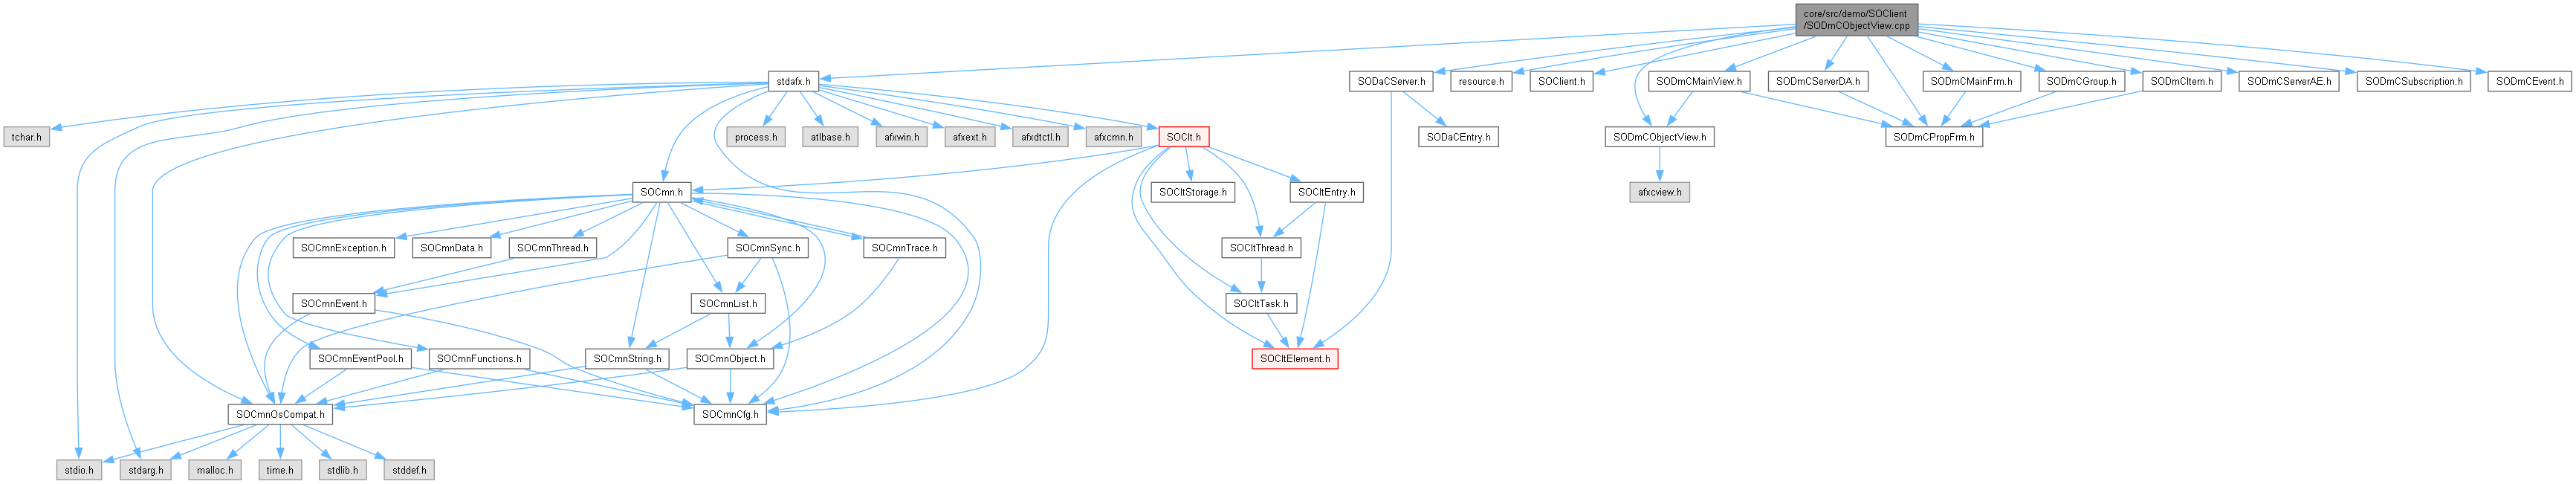 core/src/demo/SOClient
/SODmCObjectView.cpp
stdafx.h
SODaCServer.h
resource.h
SOClient.h
SODmCMainView.h
SODmCServerDA.h
SODmCMainFrm.h
SODmCGroup.h
SODmCItem.h
SODmCServerAE.h
SODmCSubscription.h
SODmCEvent.h
tchar.h
process.h
atlbase.h
afxwin.h
afxext.h
afxdtctl.h
afxcmn.h
SOClt.h
SODaCEntry.h
SODmCObjectView.h
SODmCPropFrm.h
SOCmn.h
SOCltStorage.h
SOCltEntry.h
afxcview.h
SOCmnException.h
SOCmnData.h
SOCmnThread.h
SOCmnSync.h
SOCmnTrace.h
SOCltThread.h
SOCmnEvent.h
SOCmnList.h
SOCltTask.h
SOCmnEventPool.h
SOCmnFunctions.h
SOCmnString.h
SOCmnObject.h
SOCltElement.h
SOCmnOsCompat.h
SOCmnCfg.h
stdio.h
stdarg.h
malloc.h
time.h
stdlib.h
stddef.h